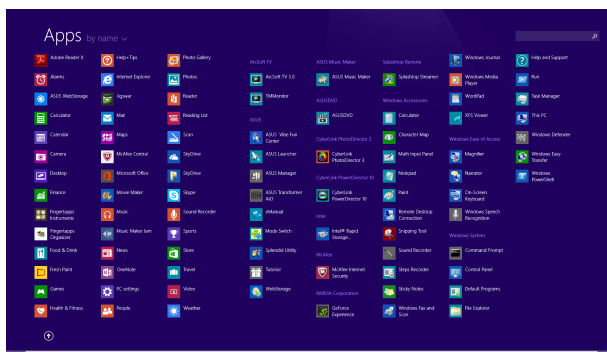 Apps by name
Adobe Reader X
Alarms
ASUS WebStorage
Calculator
Calendar
Camera
Desktop
Finance
Fingertapps
Instruments
Fingertapps
Organizer
Food & Drink
Fresh Paint
Games
Health & Fitness
Help+Tips
Internet Explorer
Jigswar
Mail
Maps
McAfee Central
Microsoft Office
Movie Maker
Music
Music Maker Jam
News
OneNote
PC settings
People
Photo Gallery
Photos
Reader
Reading List
Scan
SkyDrive
SkyDrive
Skype
Sound Recorder
Sports
Store
Travel
Video
Weather
ArcSoft TV
ArcSoft TV 5.0
TMMonitor
ASUS
ASUS Vibe Fun
Center
ASUS Launcher
ASUS Manager
ASUS Transformer
AiO
eManual
Mode Switch
Splendid Utility
Tutorial
WebStorage
ASUS Music Maker
ASUS Music Maker
ASUSDVD
ASUSDVD
CyberLink PhotoDirector 3
CyberLink
PhotoDirector 3
CyberLink PowerDirector 10
CyberLink
PowerDirector 10
Intel
Intel® Rapid
Storage...
McAfee
McAfee Internet
Security
NVIDIA Corporation
GeForce
Experience
Splashtop Remote
Splashtop Streamer
Windows Accessories
Calculator
Character Map
Math Input Panel
Notepad
Paint
Remote Desktop
Connection
Snipping Tool
Sound Recorder
Steps Recorder
Sticky Notes
Windows Fax and
Scan
Windows Journal
Windows Media
Player
WordPad
XPS Viewer
Windows Ease of Access
Magnifier
Narrator
On-Screen
Keyboard
Windows Speech
Recognition
Windows System
Command Prompt
Control Panel
Default Programs
File Explorer
Help and Support
Run
Task Manager
This PC
Windows Defender
Windows Easy
Transfer
Windows
PowerShell